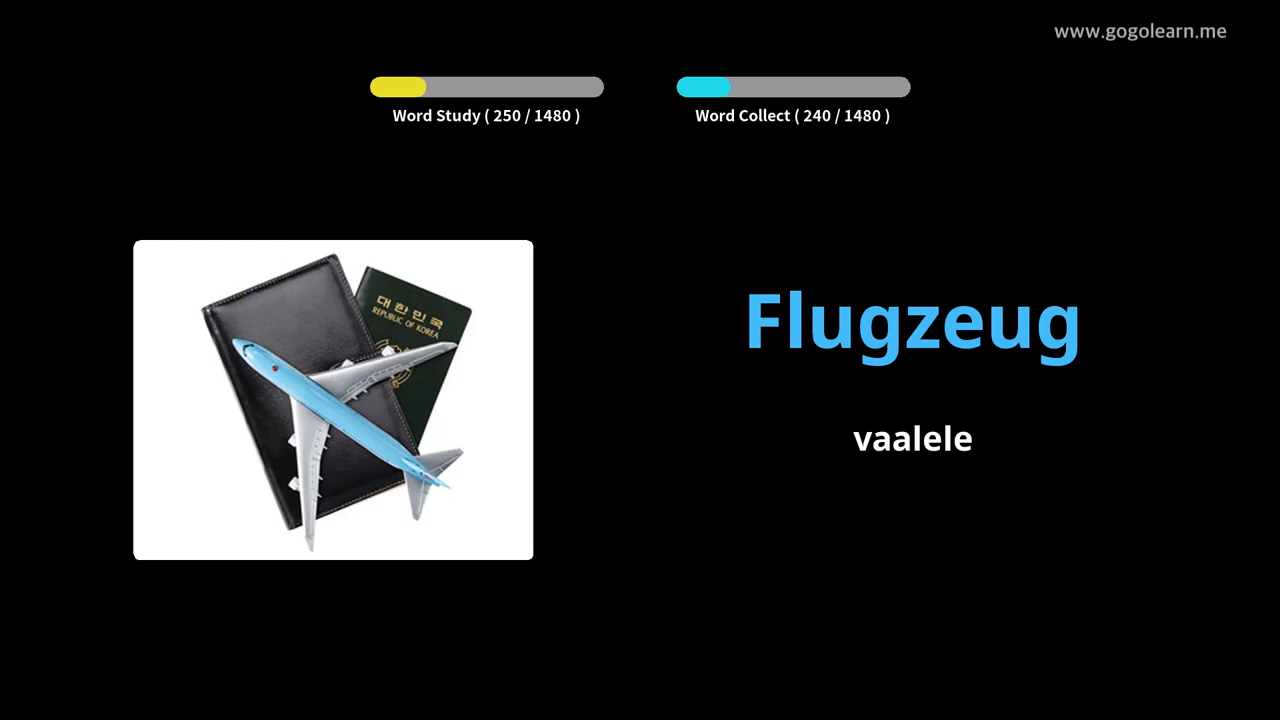 www.gogolearn.me
Word Study ( 250 / 1480 )
Word Collect ( 240 / 1480 )
대한민국
REPUBLIC OF KOREA
Flugzeug
vaalele